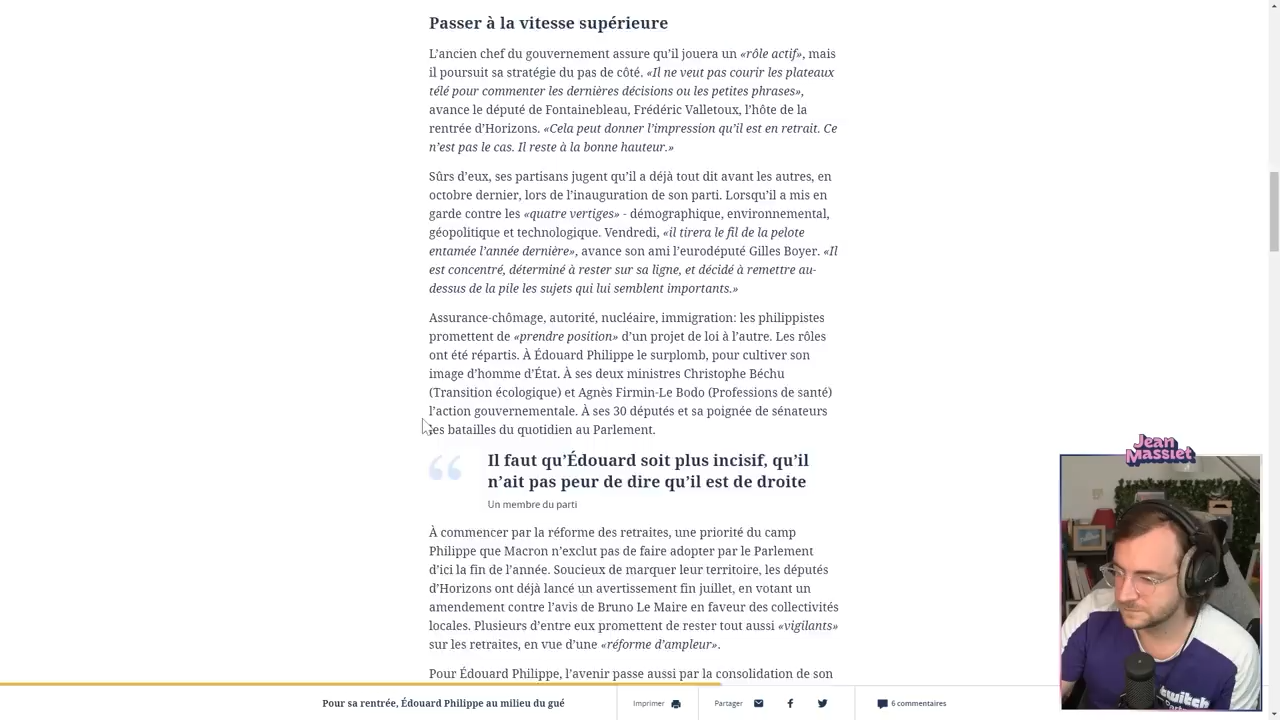 Passer à la vitesse supérieure
L’ancien chef du gouvernement assure qu’il jouera un «rôle actif», mais
il poursuit sa stratégie du pas de côté. «Il ne veut pas courir les plateaux
télé pour commenter les dernières décisions ou les petites phrases»,
avance le député de Fontainebleau, Frédéric Valletoux, l’hôte de la
rentrée d’Horizons. «Cela peut donner l’impression qu’il est en retrait. Ce
n’est pas le cas. Il reste à la bonne hauteur.»
Sûrs d’eux, ses partisans jugent qu’il a déjà tout dit avant les autres, en
octobre dernier, lors de l’inauguration de son parti. Lorsqu’il a mis en
garde contre les «quatre vertiges» - démographique, environnemental,
géopolitique et technologique. Vendredi, «il tirera le fil de la pelote
entamée l’année dernière», avance son ami l’eurodéputé Gilles Boyer. «Il
est concentré, déterminé à rester sur sa ligne, et décidé à remettre au-
dessus de la pile les sujets qui lui semblent importants.»
Assurance-chômage, autorité, nucléaire, immigration: les philippistes
promettent de «prendre position» d’un projet de loi à l’autre. Les rôles
ont été répartis. À Édouard Philippe le surplomb, pour cultiver son
image d’homme d’État. À ses deux ministres Christophe Béchu
(Transition écologique) et Agnès Firmin-Le Bodo (Professions de santé)
l’action gouvernementale. À ses 30 députés et sa poignée de sénateurs
les batailles du quotidien au Parlement.
Il faut qu’Édouard soit plus incisif, qu’il
n’ait pas peur de dire qu’il est de droite
Un membre du parti
À commencer par la réforme des retraites, une priorité du camp
Philippe que Macron n’exclut pas de faire adopter par le Parlement
d’ici la fin de l’année. Soucieux de marquer leur territoire, les députés
d’Horizons ont déjà lancé un avertissement fin juillet, en votant un
amendement contre l’avis de Bruno Le Maire en faveur des collectivités
locales. Plusieurs d’entre eux promettent de rester tout aussi «vigilants»
sur les retraites, en vue d’une «réforme d’ampleur».
Pour Édouard Philippe, l’avenir passe aussi par la consolidation de son
Pour sa rentrée, Édouard Philippe au milieu du gué
Imprimer
Partager
6 commentaires
Jean
Massiet
twitch